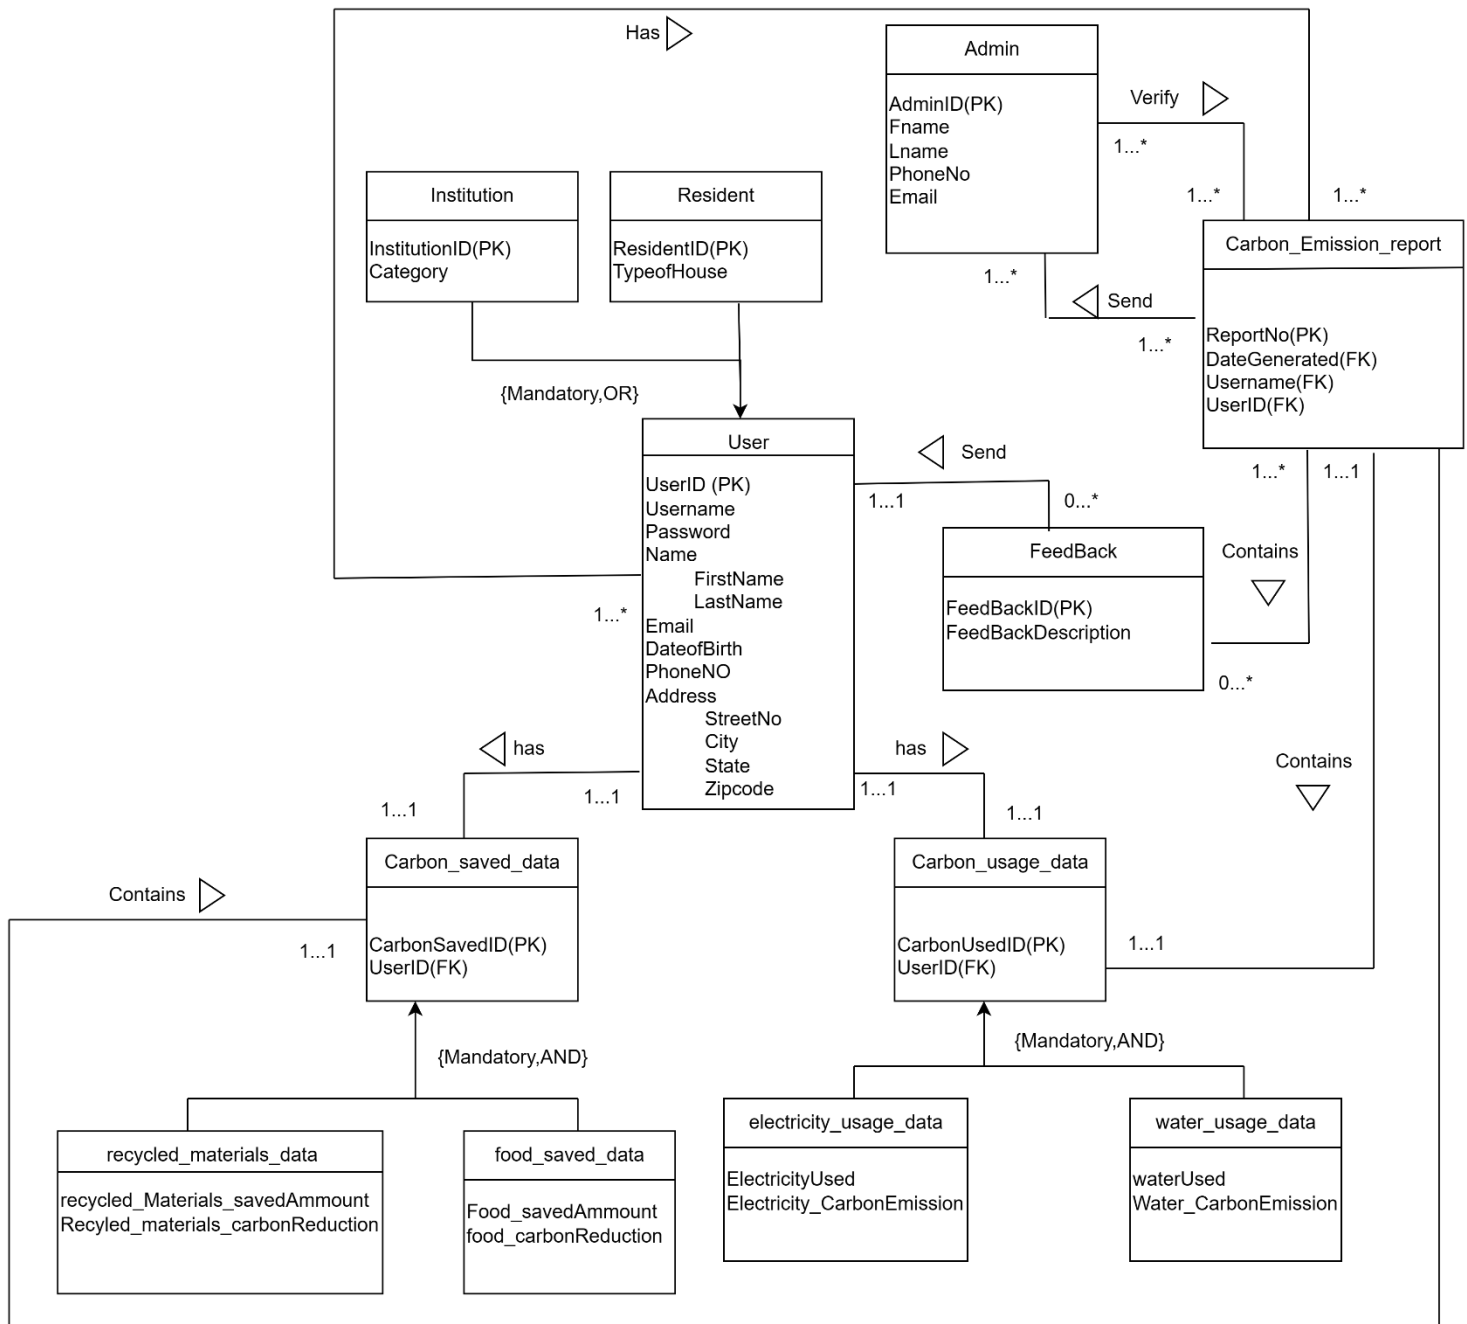 Has
Admin
AdminID(PK)
Fname
Lname
PhoneNo
Email
Verify
1...*
1...*
1...*
Institution
InstitutionID(PK)
Category
Resident
ResidentID(PK)
TypeofHouse
Carbon_Emission_report
ReportNo(PK)
DateGenerated(FK)
Username(FK)
UserID(FK)
1...*
Send
1...*
{Mandatory,OR}
User
UserID (PK)
Username
Password
Name
FirstName
LastName
Email
DateofBirth
PhoneNO
Address
StreetNo
City
State
Zipcode
Send
1...1
0...*
1...*
1...1
FeedBack
FeedBackID(PK)
FeedBackDescription
Contains
0...*
1...*
has
1...1
1...1
has
1...1
1...1
Contains
Carbon_saved_data
CarbonSavedID(PK)
UserID(FK)
Carbon_usage_data
CarbonUsedID(PK)
UserID(FK)
Contains
1...1
1...1
{Mandatory,AND}
{Mandatory,AND}
recycled_materials_data
recycled_Materials_savedAmmount
Recyled_materials_carbonReduction
food_saved_data
Food_savedAmmount
food_carbonReduction
electricity_usage_data
ElectricityUsed
Electricity_CarbonEmission
water_usage_data
waterUsed
Water_CarbonEmission